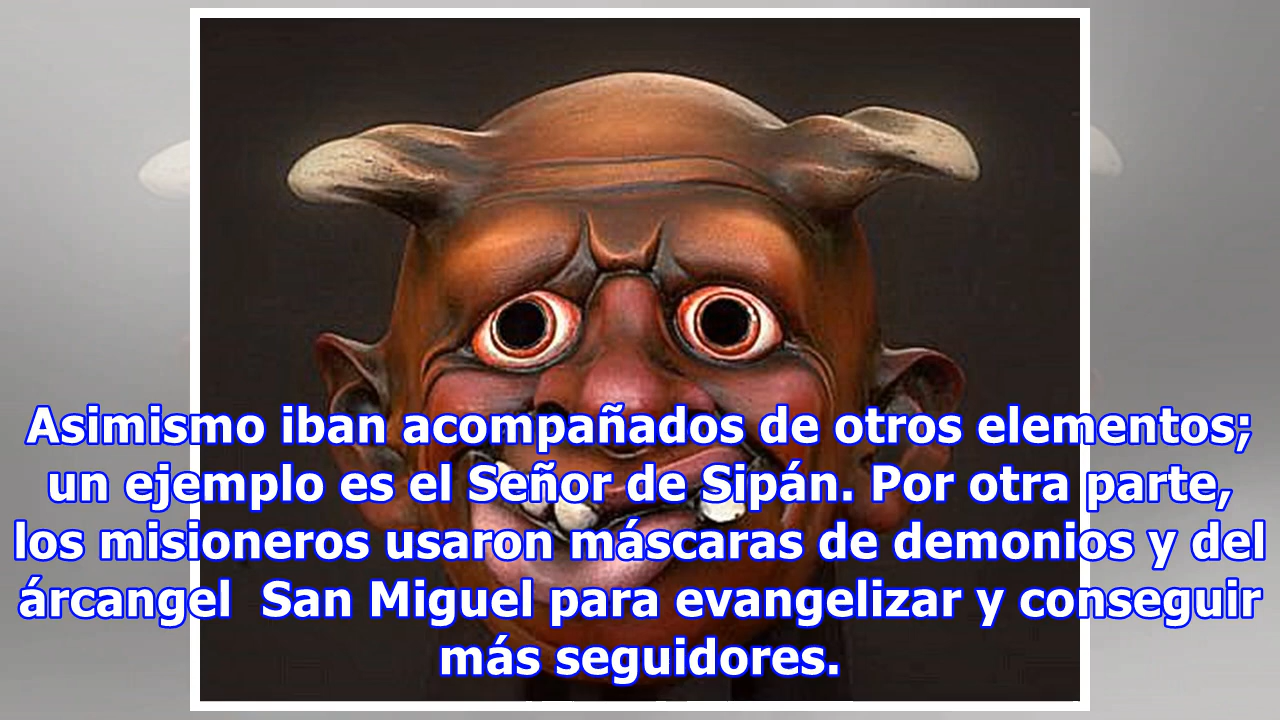 Asimismo iban acompañados de otros elementos;
un ejemplo es el Señor de Sipán. Por otra parte,
los misioneros usaron máscaras de demonios y del
árcangel  San Miguel para evangelizar y conseguir
más seguidores.